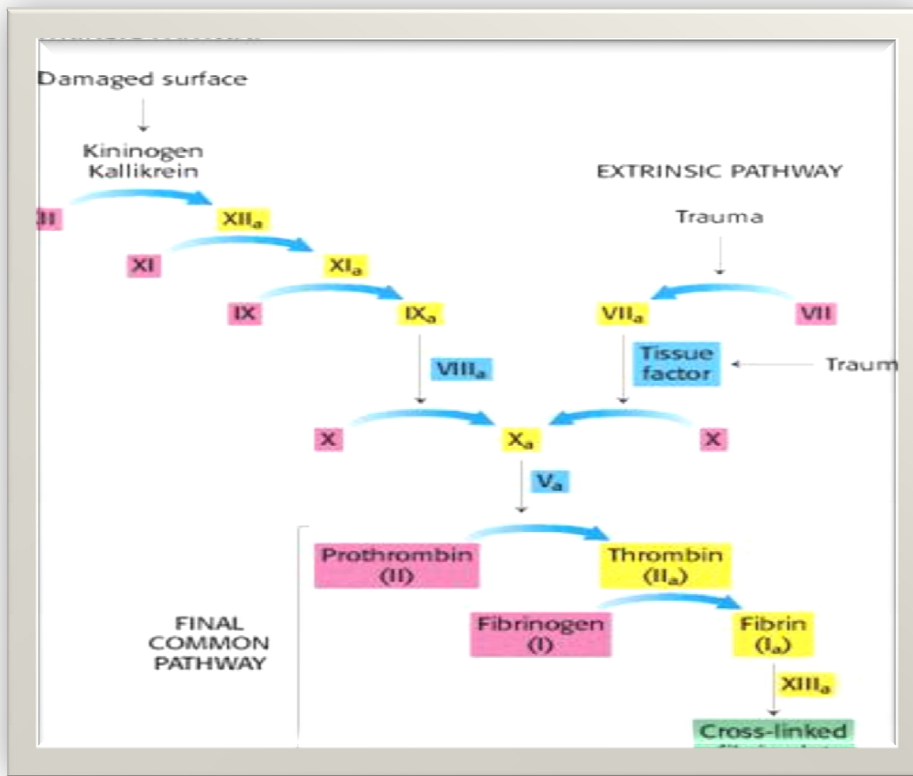 Damaged surface
Kininogen
Kallikrein
EXTRINSIC PATHWAY
Trauma
XIIa
XI
XIa
IX
IXa
VIIa
VII
VIIIa
Tissue
factor
Traum
X
Xa
X
Va
Prothrombin
(II)
Thrombin
(IIa)
FINAL
COMMON
PATHWAY
Fibrinogen
(I)
Fibrin
(Ia)
XIIIa
Cross-linked